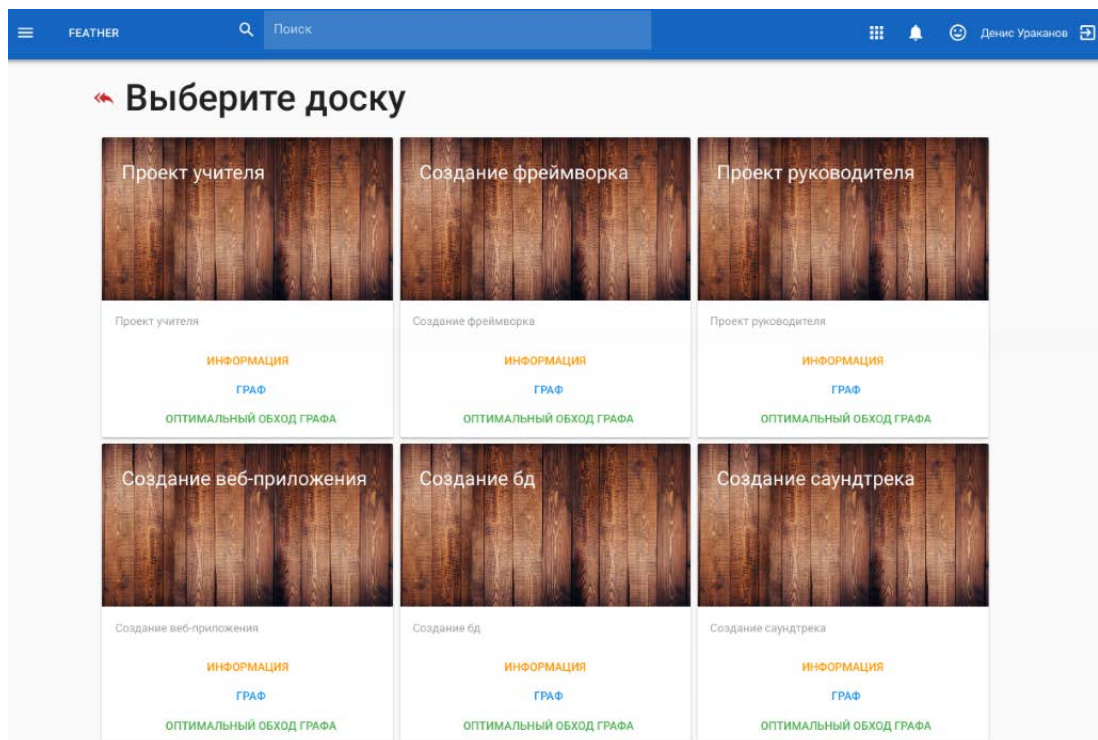 FEATHER Поиск Денис Ураканов
Выберите доску
Проект учителя Создание фреймворка Проект руководителя
Проект учителя Создание фреймворка Проект руководителя
ИНФОРМАЦИЯ ИНФОРМАЦИЯ ИНФОРМАЦИЯ
ГРАФ ГРАФ ГРАФ
ОПТИМАЛЬНЫЙ ОБХОД ГРАФА ОПТИМАЛЬНЫЙ ОБХОД ГРАФА ОПТИМАЛЬНЫЙ ОБХОД ГРАФА
Создание веб-приложения Создание бд Создание саундтрека
Создание веб-приложения Создание бд Создание саундтрека
ИНФОРМАЦИЯ ИНФОРМАЦИЯ ИНФОРМАЦИЯ
ГРАФ ГРАФ ГРАФ
ОПТИМАЛЬНЫЙ ОБХОД ГРАФА ОПТИМАЛЬНЫЙ ОБХОД ГРАФА ОПТИМАЛЬНЫЙ ОБХОД ГРАФА